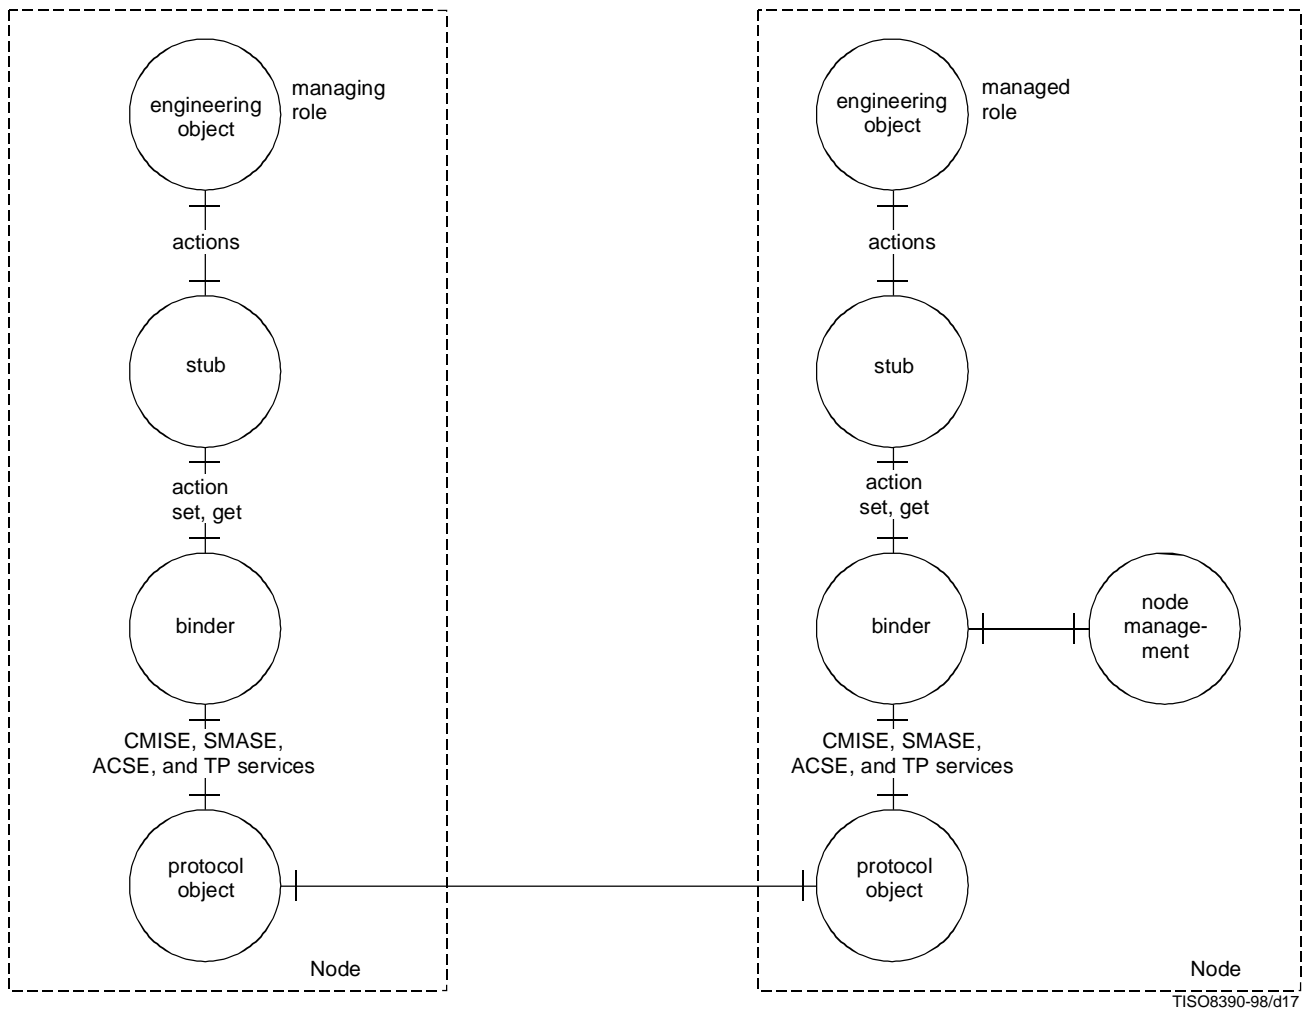 engineering
object
managing
role
actions
stub
action
set, get
binder
CMISE, SMASE,
ACSE, and TP services
protocol
object
Node
engineering
object
managed
role
actions
stub
action
set, get
binder
node
manage-
ment
CMISE, SMASE,
ACSE, and TP services
protocol
object
Node
TISO8390-98/d17